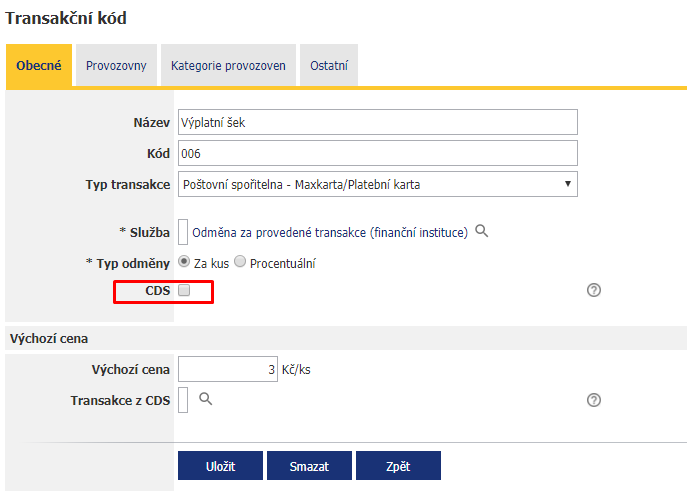 Transakční kód
Obecné Provozovny Kategorie provozoven Ostatní
Název Výplatní šek
Kód 006
Typ transakce Poštovní spořitelna - Maxkarta/Platební karta
* Služba Odměna za provedené transakce (finanční instituce)
* Typ odměny Za kus Procentuální
CDS ?
Výchozí cena
Výchozí cena 3 Kč/ks
Transakce z CDS ?
Uložit Smazat Zpět